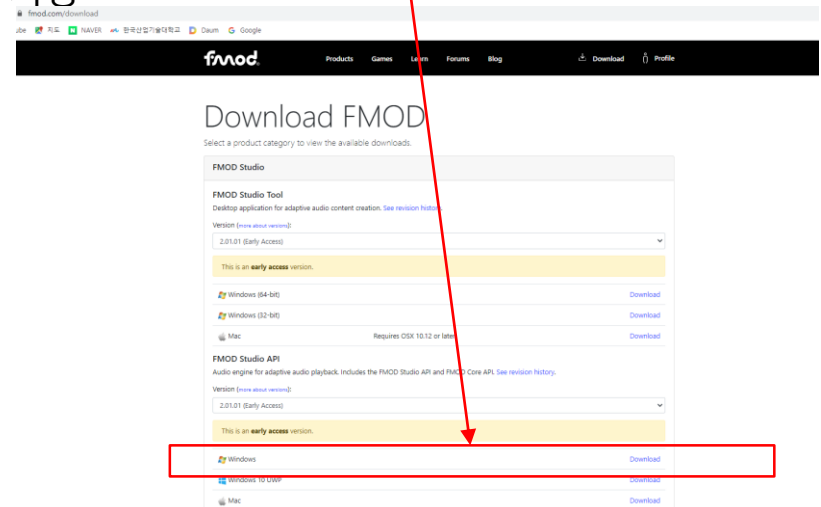 fmod.com/download
ube 지도 NAVER 한국산업기술대학교 Daum Google
fmod. Products Games Learn Forums Blog Download Profile
Download FMOD
Select a product category to view the available downloads.
FMOD Studio
FMOD Studio Tool
Desktop application for adaptive audio content creation. See revision history.
Version (more about versions):
2.01.01 (Early Access)
This is an early access version.
Windows (64-bit) Download
Windows (32-bit) Download
Mac Requires OSX 10.12 or later Download
FMOD Studio API
Audio engine for adaptive audio playback. Includes the FMOD Studio API and FMOD Core API. See revision history.
Version (more about versions):
2.01.01 (Early Access)
This is an early access version.
Windows Download
Windows 10 UWP Download
Mac Download